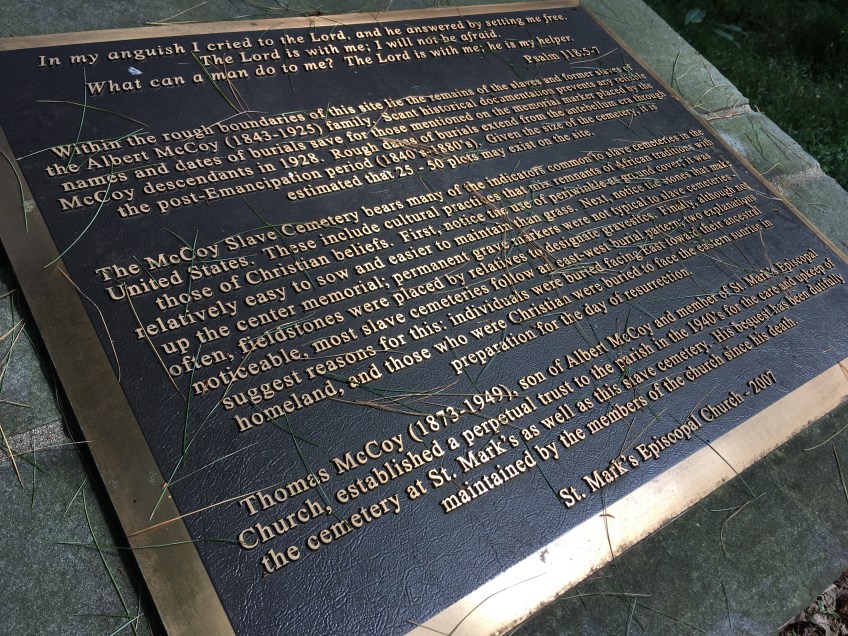 In my anguish I cried to the Lord, and he answered by setting me free.
The Lord is with me; I will not be afraid.
What can a man do to me? The Lord is with me; he is my helper.
Psalm 118:5-7
Within the rough boundaries of this site lie the remains of the slaves and former slaves of
the Albert McCoy (1843-1925) family. Scant historical documentation prevents any reliable
names and dates of burials save for those mentioned on the memorial marker placed by the
McCoy descendants in 1928. Rough dates of burials extend from the antebellum era into
the post-Emancipation period (1840's-1880's). Given the size of the cemetery, it is
estimated that 25 - 50 plots may exist on the site.
The McCoy Slave Cemetery bears many of the indicators common to slave cemeteries in the
United States. These include cultural practices that mix remnants of African traditions with
those of Christian beliefs. First, notice the use of periwinkle as ground cover; it was
relatively easy to sow and easier to maintain than grass. Next, notice the stones that make
up the center memorial; permanent grave markers were not typical to slave cemeteries;
often, fieldstones were placed by relatives to designate gravesites. Finally, although not
noticeable, most slave cemeteries follow an east-west burial pattern; two explanations
suggest reasons for this: individuals were buried facing East toward their ancestral
homeland, and those who were Christian were buried to face the eastern sunrise in
preparation for the day of resurrection.
Thomas McCoy (1873-1949), son of Albert McCoy and member of St. Mark's Episcopal
Church, established a perpetual trust to the parish in the 1940's for the care and upkeep of
the cemetery at St. Mark's as well as this slave cemetery. His bequest has been dutifully
maintained by the members of the church since his death.
St. Mark's Episcopal Church - 2007